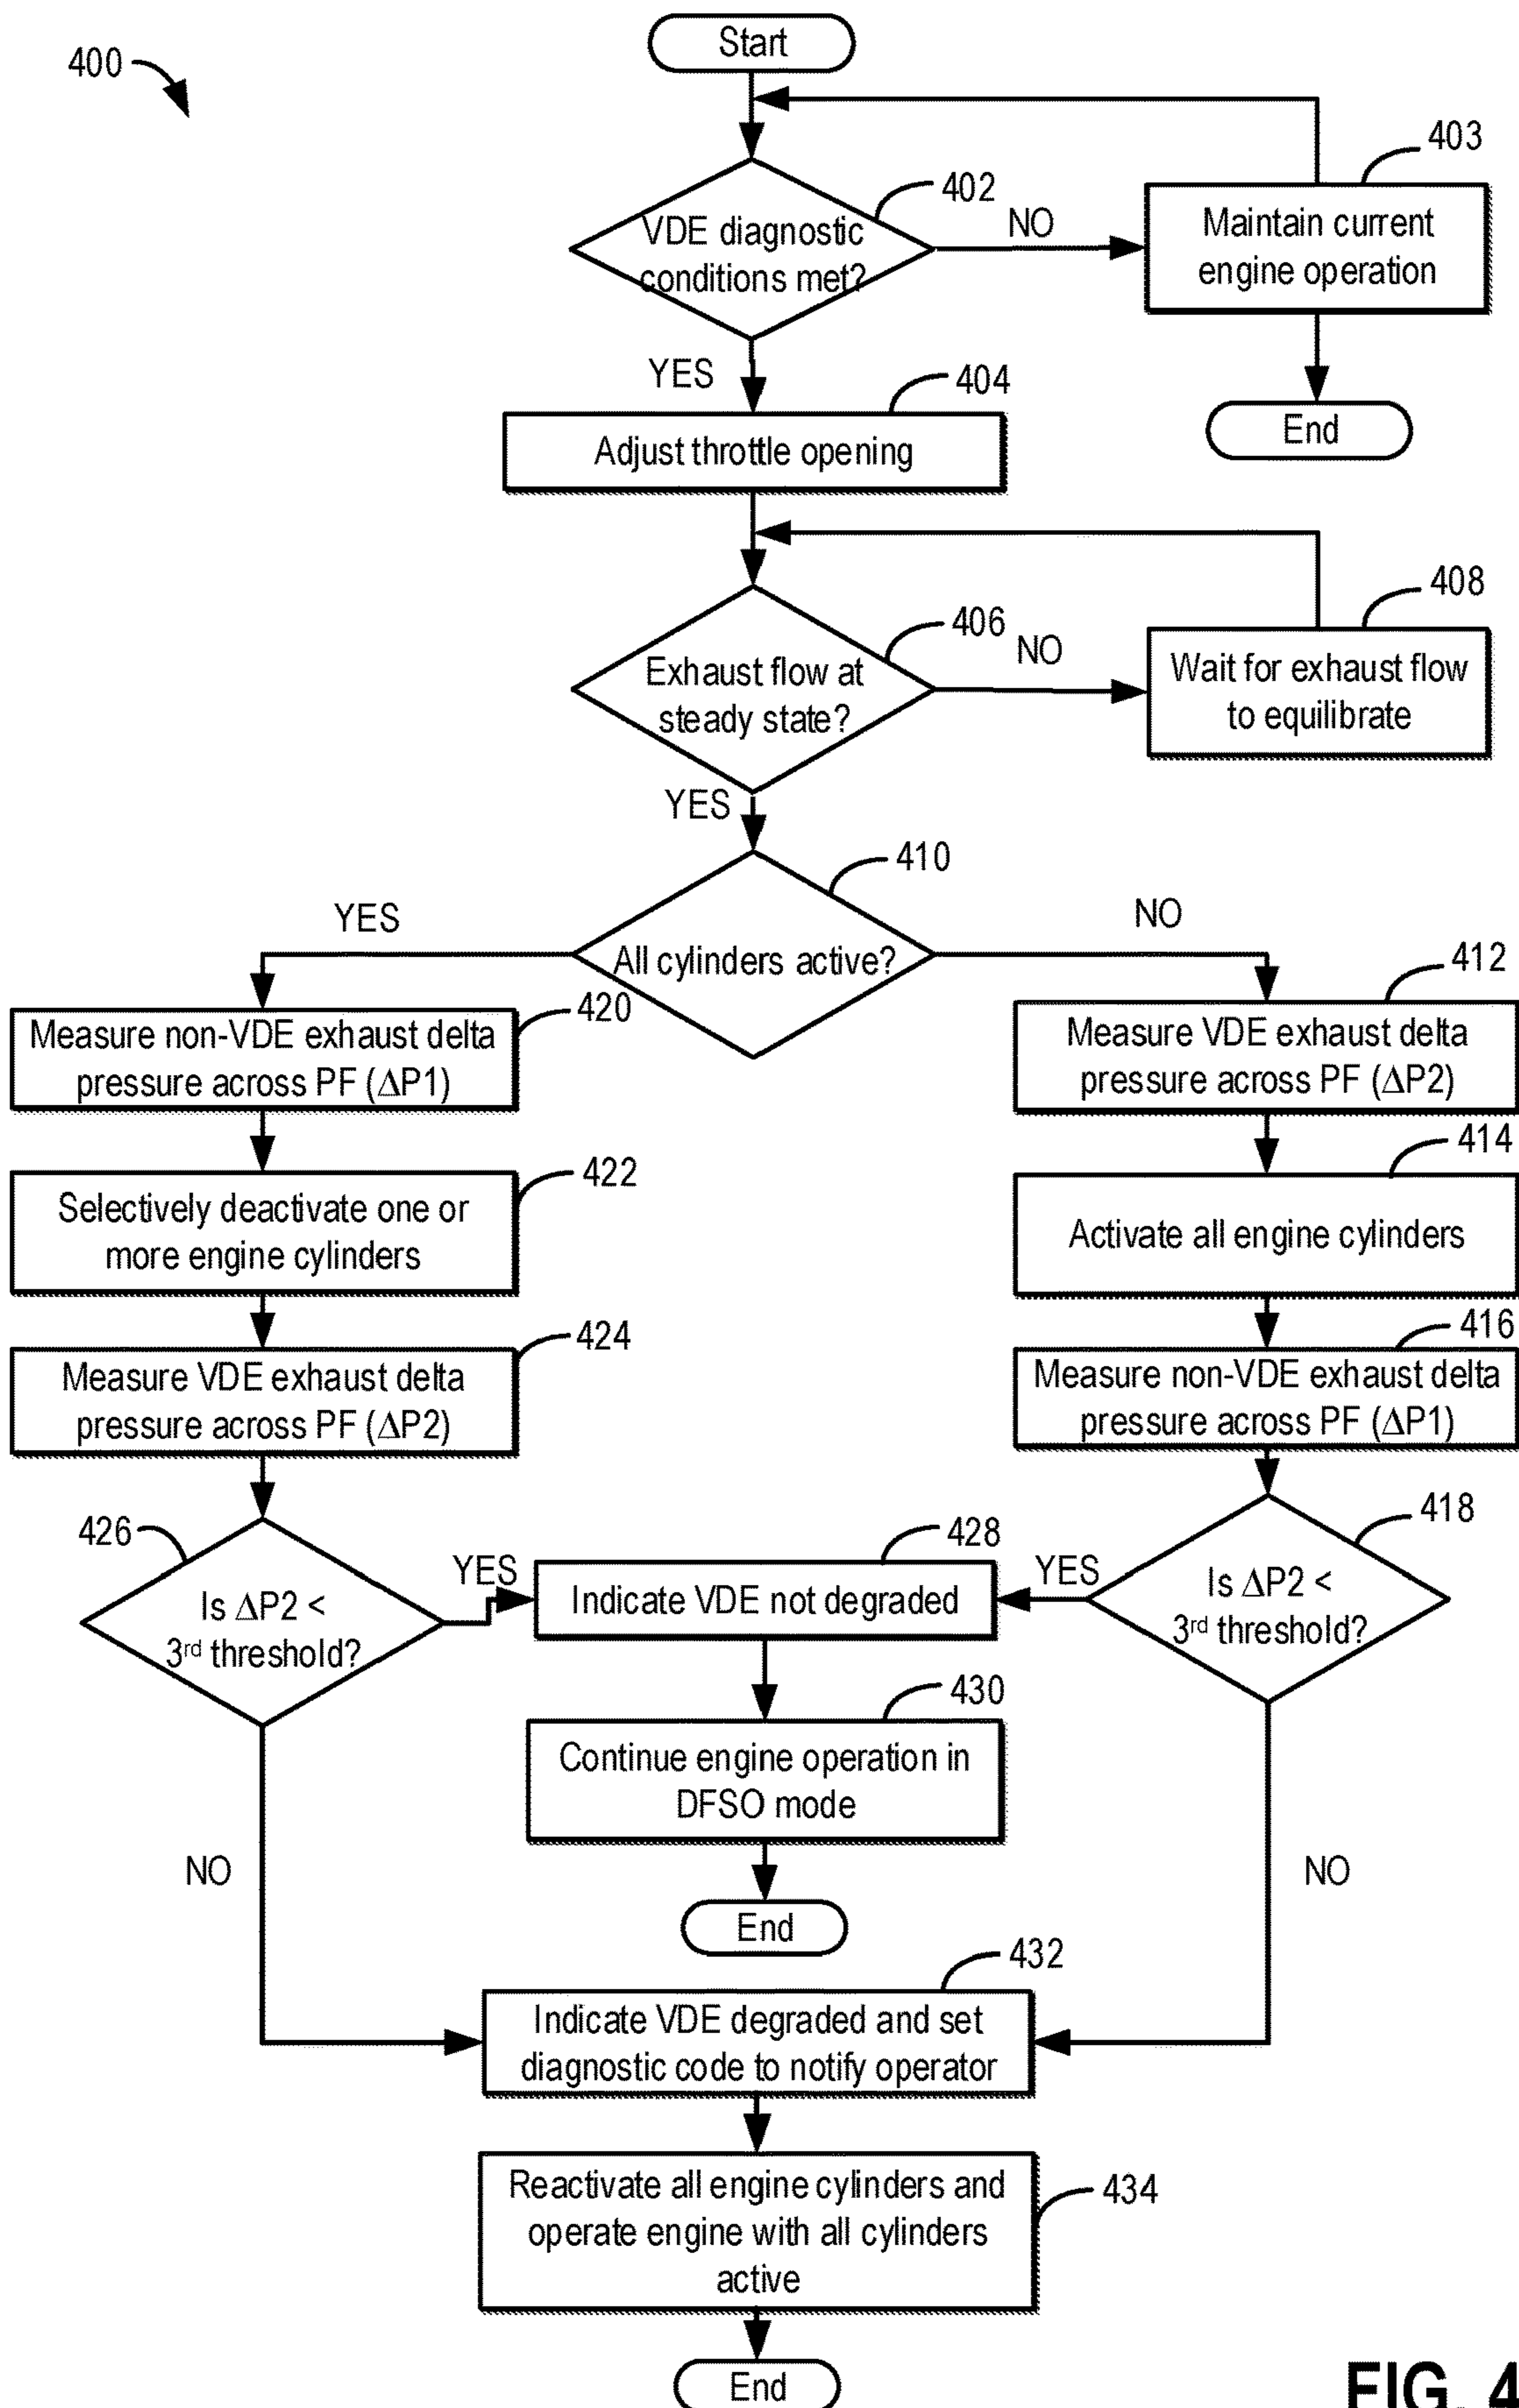 Start
400
403
402
VDE diagnostic
conditions met?
NO
Maintain current
engine operation
YES
404
End
Adjust throttle opening
408
406
NO
Exhaust flow at
steady state?
Wait for exhaust flow
to equilibrate
YES
410
YES
NO
All cylinders active?
412
420
Measure non-VDE exhaust delta
pressure across PF (ΔP1)
Measure VDE exhaust delta
pressure across PF (ΔP2)
414
422
Selectively deactivate one or
more engine cylinders
Activate all engine cylinders
416
424
Measure VDE exhaust delta
pressure across PF (ΔP2)
Measure non-VDE exhaust delta
pressure across PF (ΔP1)
418
426
428
YES
YES
Is ΔP2 <
3rd threshold?
Indicate VDE not degraded
Is ΔP2 <
3rd threshold?
430
Continue engine operation in
DFSO mode
NO
NO
End
432
Indicate VDE degraded and set
diagnostic code to notify operator
434
Reactivate all engine cylinders and
operate engine with all cylinders
active
End
FIG. 4